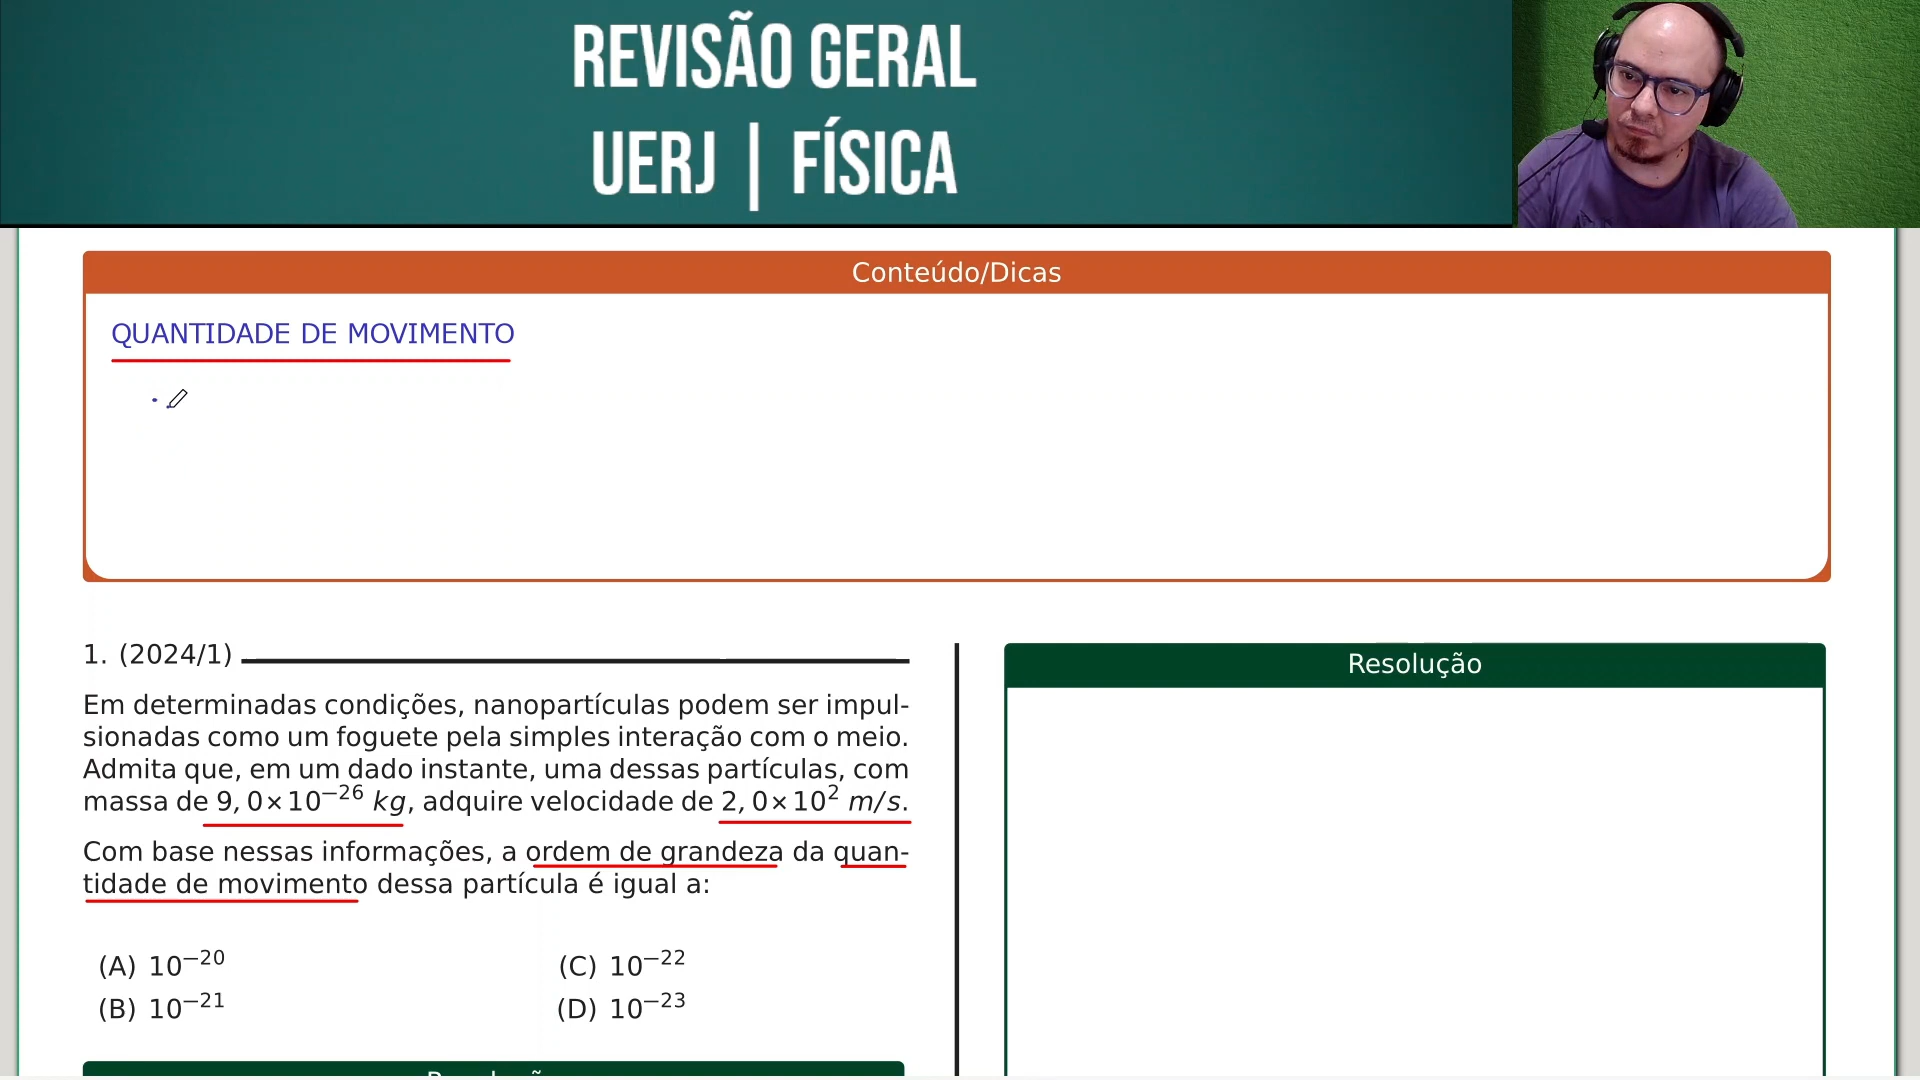 REVISÃO GERAL
UERJ | FÍSICA
Conteúdo/Dicas
QUANTIDADE DE MOVIMENTO
1. (2024/1)
Em determinadas condições, nanopartículas podem ser impul-
sionadas como um foguete pela simples interação com o meio.
Admita que, em um dado instante, uma dessas partículas, com
massa de 9,0×10⁻²⁶ kg, adquire velocidade de 2,0×10² m/s.
Com base nessas informações, a ordem de grandeza da quan-
tidade de movimento dessa partícula é igual a:
(A) 10⁻²⁰
(B) 10⁻²¹
(C) 10⁻²²
(D) 10⁻²³
Resolução